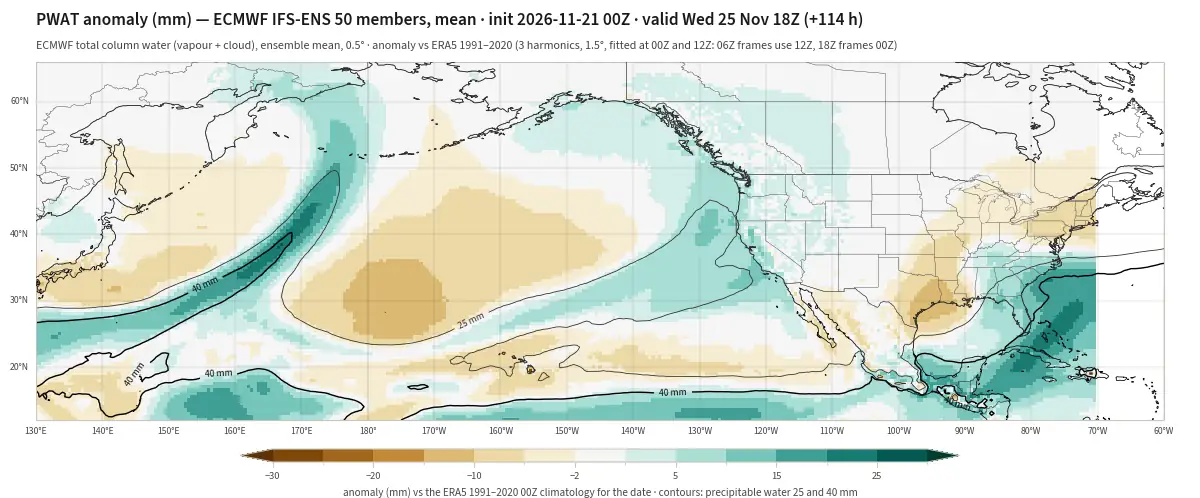 PWAT anomaly (mm) — ECMWF IFS-ENS 50 members, mean · init 2026-11-21 00Z · valid Wed 25 Nov 18Z (+114 h)
ECMWF total column water (vapour + cloud), ensemble mean, 0.5° · anomaly vs ERA5 1991–2020 (3 harmonics, 1.5°, fitted at 00Z and 12Z: 06Z frames use 12Z, 18Z frames 00Z)
60°N
50°N
40°N
30°N
20°N
40 mm
25 mm
40 mm
40 mm
40 mm
40 mm
130°E 140°E 150°E 160°E 170°E 180° 170°W 160°W 150°W 140°W 130°W 120°W 110°W 100°W 90°W 80°W 70°W 60°W
−30 −20 −10 −2 5 15 25
anomaly (mm) vs the ERA5 1991–2020 00Z climatology for the date · contours: precipitable water 25 and 40 mm